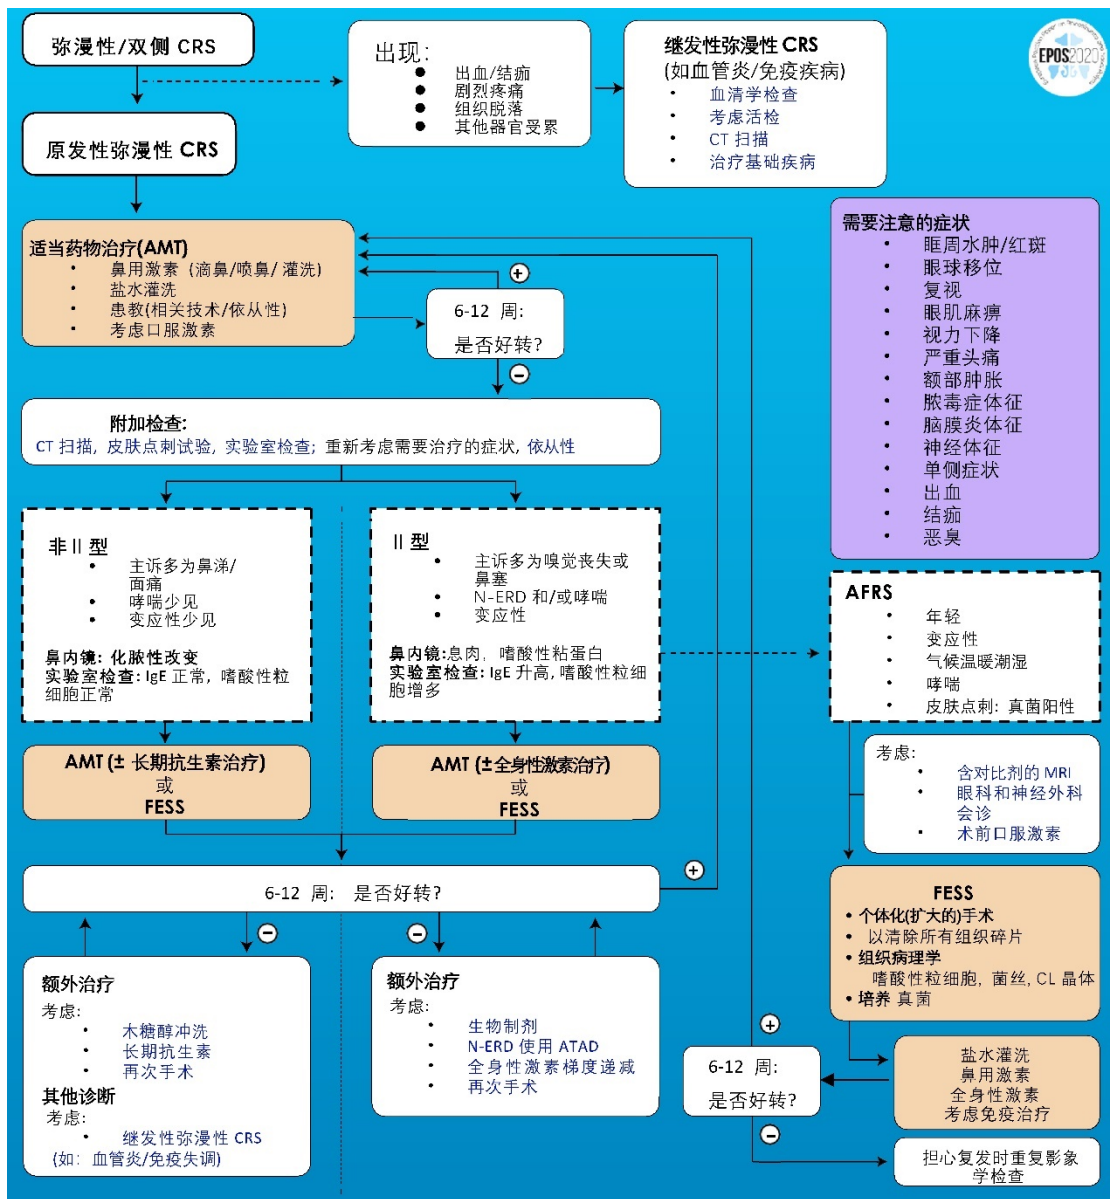 弥漫性/双侧 CRS
出现:
● 出血/结痂
● 剧烈疼痛
● 组织脱落
● 其他器官受累
继发性弥漫性 CRS
(如血管炎/免疫疾病)
• 血清学检查
• 考虑活检
• CT 扫描
• 治疗基础疾病
EPOS2020
原发性弥漫性 CRS
适当药物治疗(AMT)
• 鼻用激素 (滴鼻/喷鼻/灌洗)
• 盐水灌洗
• 患教(相关技术/依从性)
• 考虑口服激素
+
6-12 周:
是否好转?
−
需要注意的症状
• 眶周水肿/红斑
• 眼球移位
• 复视
• 眼肌麻痹
• 视力下降
• 严重头痛
• 额部肿胀
• 脓毒症体征
• 脑膜炎体征
• 神经体征
• 单侧症状
• 出血
• 结痂
• 恶臭
附加检查:
CT 扫描, 皮肤点刺试验, 实验室检查; 重新考虑需要治疗的症状, 依从性
非 II 型
• 主诉多为鼻涕/
面痛
• 哮喘少见
• 变应性少见
鼻内镜: 化脓性改变
实验室检查: IgE 正常, 嗜酸性粒
细胞正常
II 型
• 主诉多为嗅觉丧失或
鼻塞
• N-ERD 和/或哮喘
• 变应性
鼻内镜:息肉, 嗜酸性粘蛋白
实验室检查: IgE 升高, 嗜酸性粒细
胞增多
AFRS
• 年轻
• 变应性
• 气候温暖潮湿
• 哮喘
• 皮肤点刺: 真菌阳性
AMT (± 长期抗生素治疗)
或
FESS
AMT (±全身性激素治疗)
或
FESS
考虑:
• 含对比剂的 MRI
• 眼科和神经外科
会诊
• 术前口服激素
6-12 周: 是否好转?
+
−
−
FESS
• 个体化(扩大的)手术
• 以清除所有组织碎片
• 组织病理学
嗜酸性粒细胞, 菌丝, CL 晶体
• 培养 真菌
额外治疗
考虑:
• 木糖醇冲洗
• 长期抗生素
• 再次手术
其他诊断
考虑:
• 继发性弥漫性 CRS
(如: 血管炎/免疫失调)
额外治疗
考虑:
• 生物制剂
• N-ERD 使用 ATAD
• 全身性激素梯度递减
• 再次手术
+
6-12 周:
是否好转?
−
盐水灌洗
鼻用激素
全身性激素
考虑免疫治疗
担心复发时重复影象
学检查